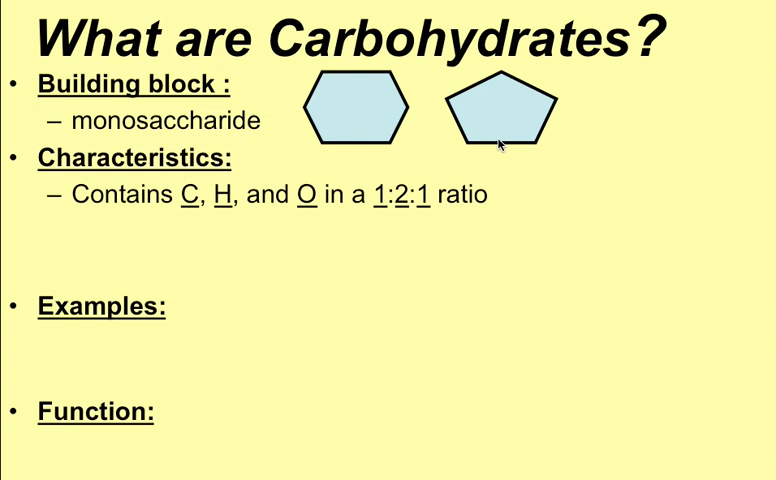 What are Carbohydrates?
• Building block :
– monosaccharide
• Characteristics:
– Contains C, H, and O in a 1:2:1 ratio
• Examples:
• Function: